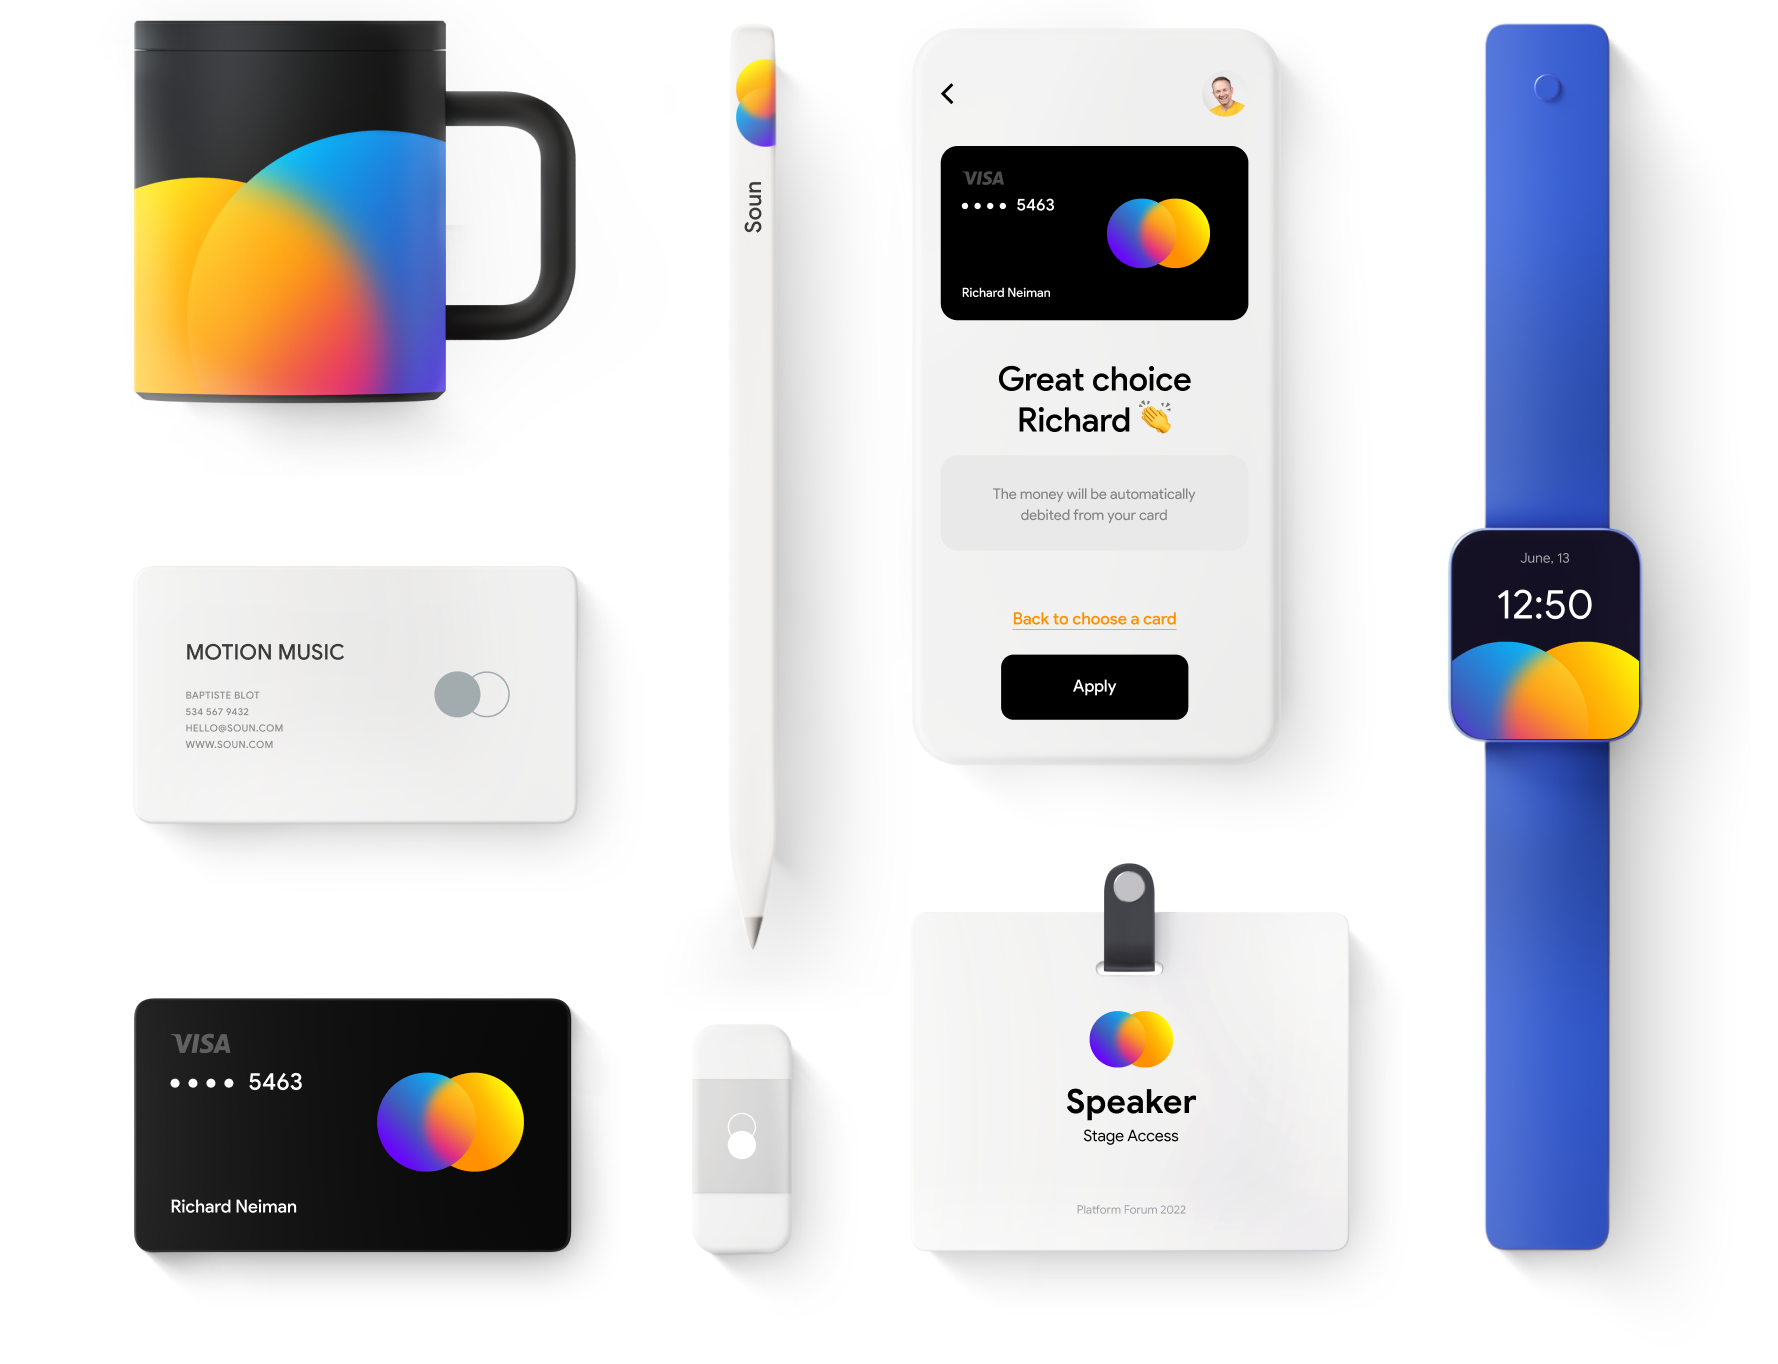 Soun
VISA
•••• 5463
Richard Neiman
Great choice
Richard 👏
The money will be automatically
debited from your card
Back to choose a card
Apply
June, 13
12:50
MOTION MUSIC
BAPTISTE BLOT
534 567 9432
HELLO@SOUN.COM
WWW.SOUN.COM
VISA
•••• 5463
Richard Neiman
Speaker
Stage Access
Platform Forum 2022